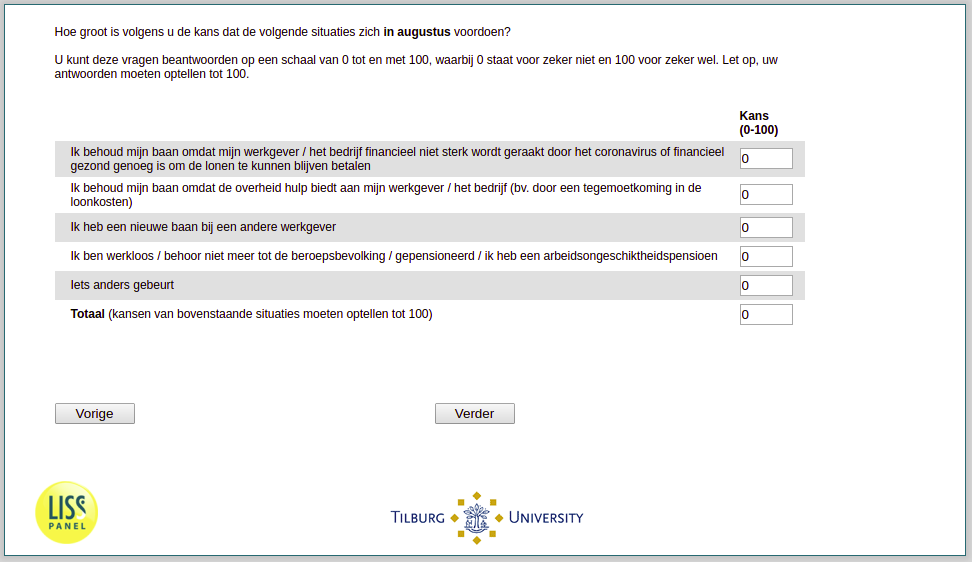 Hoe groot is volgens u de kans dat de volgende situaties zich in augustus voordoen?
U kunt deze vragen beantwoorden op een schaal van 0 tot en met 100, waarbij 0 staat voor zeker niet en 100 voor zeker wel. Let op, uw
antwoorden moeten optellen tot 100.
Kans
(0-100)
Ik behoud mijn baan omdat mijn werkgever / het bedrijf financieel niet sterk wordt geraakt door het coronavirus of financieel
gezond genoeg is om de lonen te kunnen blijven betalen
0
Ik behoud mijn baan omdat de overheid hulp biedt aan mijn werkgever / het bedrijf (bv. door een tegemoetkoming in de
loonkosten)
0
Ik heb een nieuwe baan bij een andere werkgever 0
Ik ben werkloos / behoor niet meer tot de beroepsbevolking / gepensioneerd / ik heb een arbeidsongeschiktheidspensioen 0
Iets anders gebeurt 0
Totaal (kansen van bovenstaande situaties moeten optellen tot 100) 0
Vorige Verder
LISS
PANEL
TILBURG UNIVERSITY